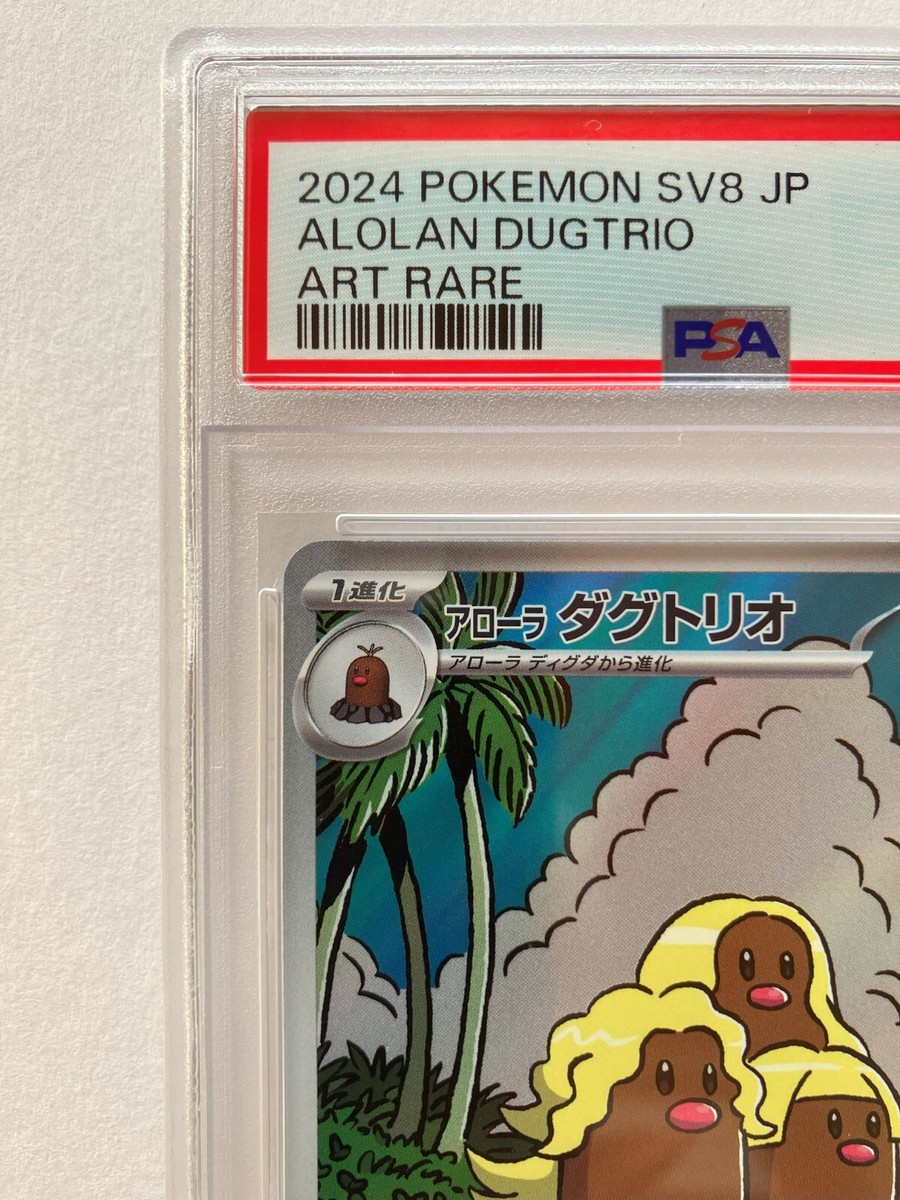 2024 POKEMON SV8 JP
ALOLAN DUGTRIO
ART RARE
PSA
1進化
アローラ ダグトリオ
アローラ ディグダから進化